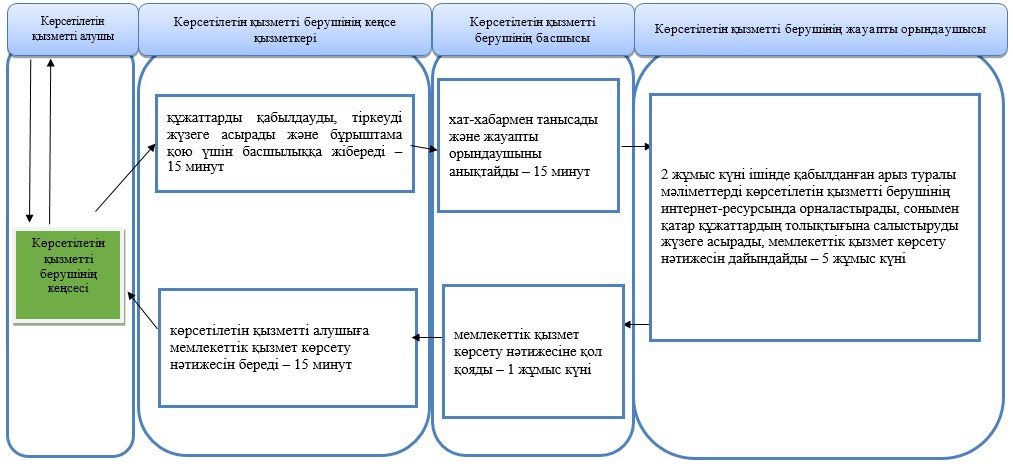 Көрсетілетін
қызметті алушы
Көрсетілетін қызметті берушінің кеңсе
қызметкері
Көрсетілетін қызметті
берушінің басшысы
Көрсетілетін қызметті берушінің жауапты орындаушысы
құжаттарды қабылдауды, тіркеуді
жүзеге асырады және бұрыштама
қою үшін басшылыққа жібереді –
15 минут
хат-хабармен танысады
және жауапты
орындаушыны
анықтайды – 15 минут
2 жұмыс күні ішінде қабылданған арыз туралы
мәліметтерді көрсетілетін қызметті берушінің
интернет-ресурсында орналастырады, сонымен
қатар құжаттардың толықтығына салыстыруды
жүзеге асырады, мемлекеттік қызмет көрсету
нәтижесін дайындайды – 5 жұмыс күні
Көрсетілетін
қызметті
берушінің
кеңсесі
көрсетілетін қызметті алушыға
мемлекеттік қызмет көрсету
нәтижесін береді – 15 минут
мемлекеттік қызмет
көрсету нәтижесіне қол
қояды – 1 жұмыс күні